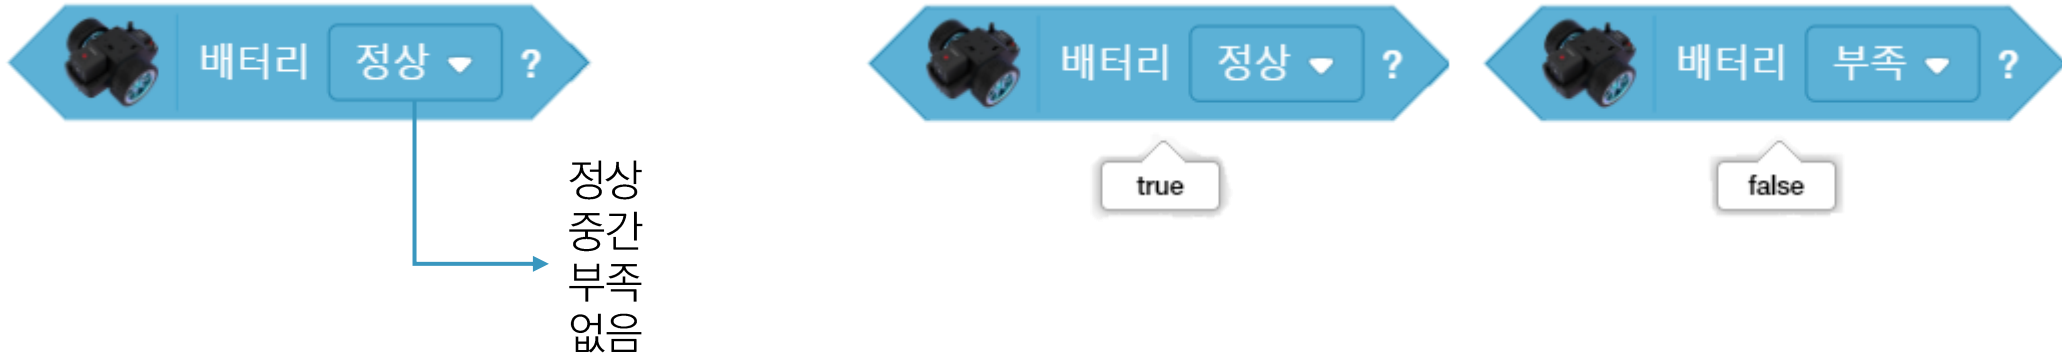 배터리 정상 ?
정상
중간
부족
없음
배터리 정상 ?
true
배터리 부족 ?
false